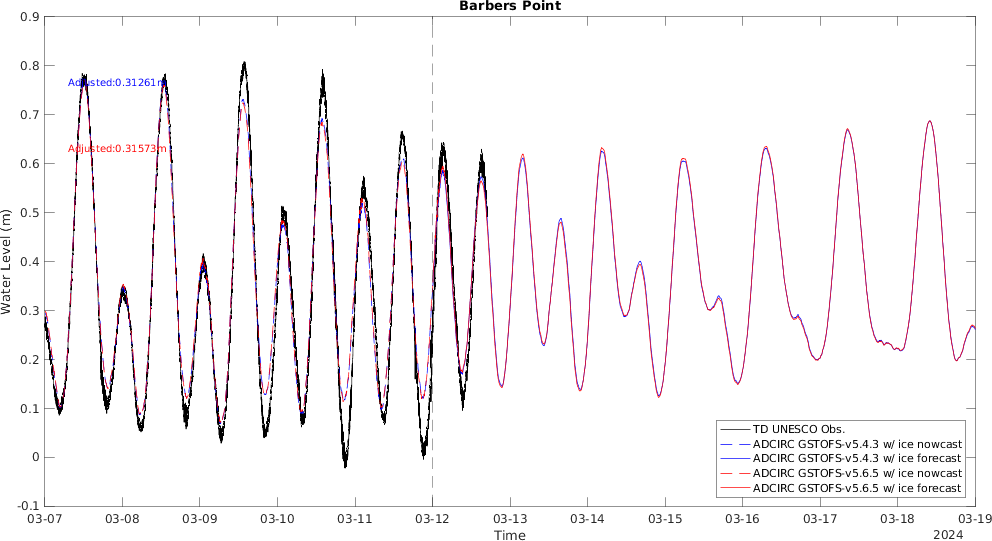 Barbers Point
0.9
0.8
0.7
0.6
0.5
0.4
0.3
0.2
0.1
0
-0.1
Water Level (m)
Adjusted:0.31261m
Adjusted:0.31573m
TD UNESCO Obs.
ADCIRC GSTOFS-v5.4.3 w/ ice nowcast
ADCIRC GSTOFS-v5.4.3 w/ ice forecast
ADCIRC GSTOFS-v5.6.5 w/ ice nowcast
ADCIRC GSTOFS-v5.6.5 w/ ice forecast
03-07 03-08 03-09 03-10 03-11 03-12 03-13 03-14 03-15 03-16 03-17 03-18 03-19
Time
2024